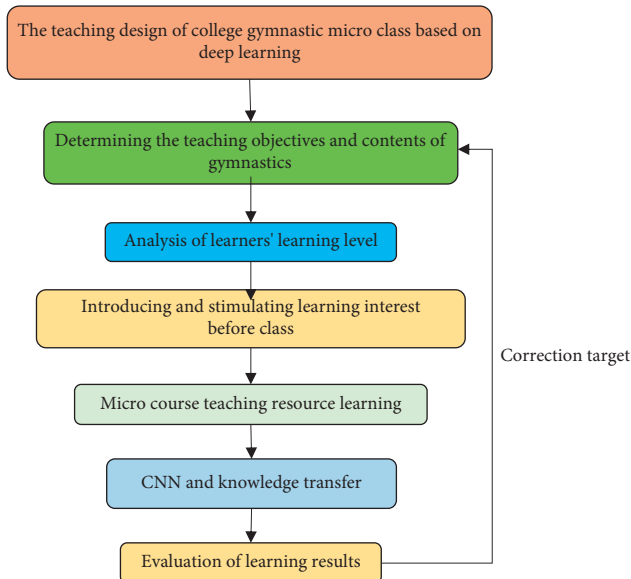 The teaching design of college gymnastic micro class based on
deep learning
Determining the teaching objectives and contents of
gymnastics
Analysis of learners' learning level
Introducing and stimulating learning interest
before class
Correction target
Micro course teaching resource learning
CNN and knowledge transfer
Evaluation of learning results